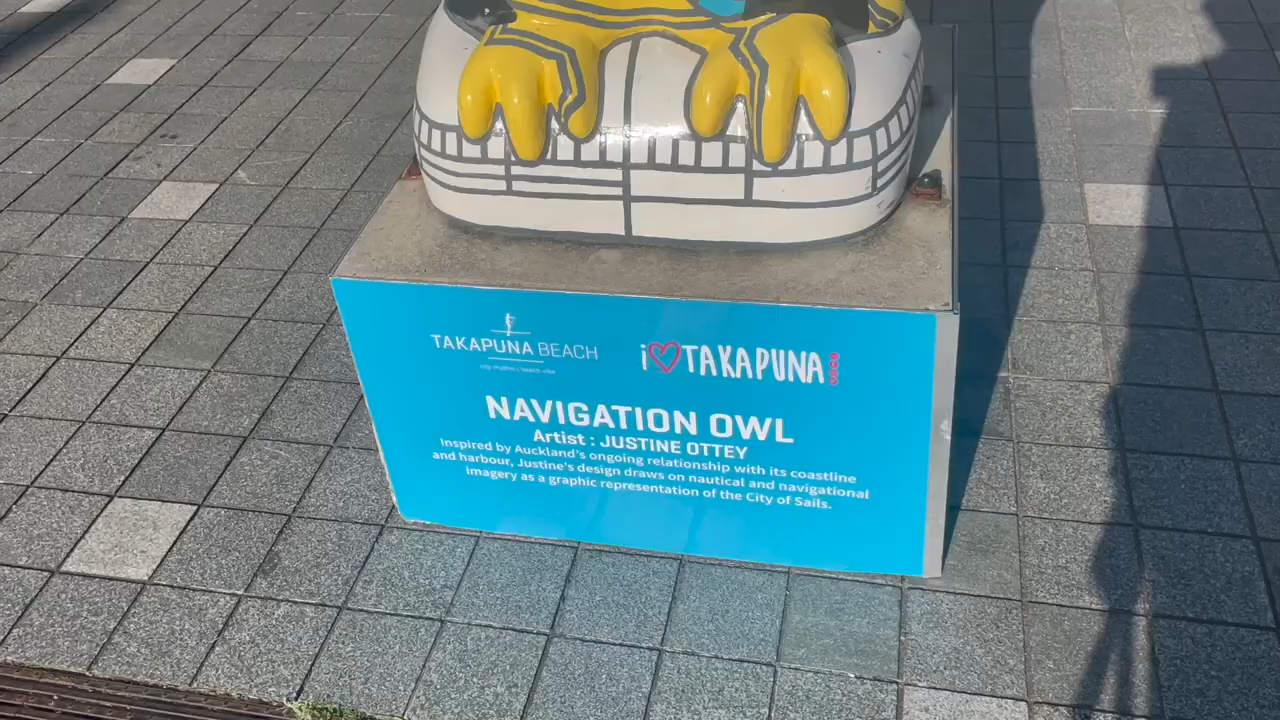 TAKAPUNA BEACH
city rhythm | beach vibe
i TAKAPUNA
NAVIGATION OWL
Artist : JUSTINE OTTEY
Inspired by Auckland's ongoing relationship with its coastline
and harbour, Justine's design draws on nautical and navigational
imagery as a graphic representation of the City of Sails.